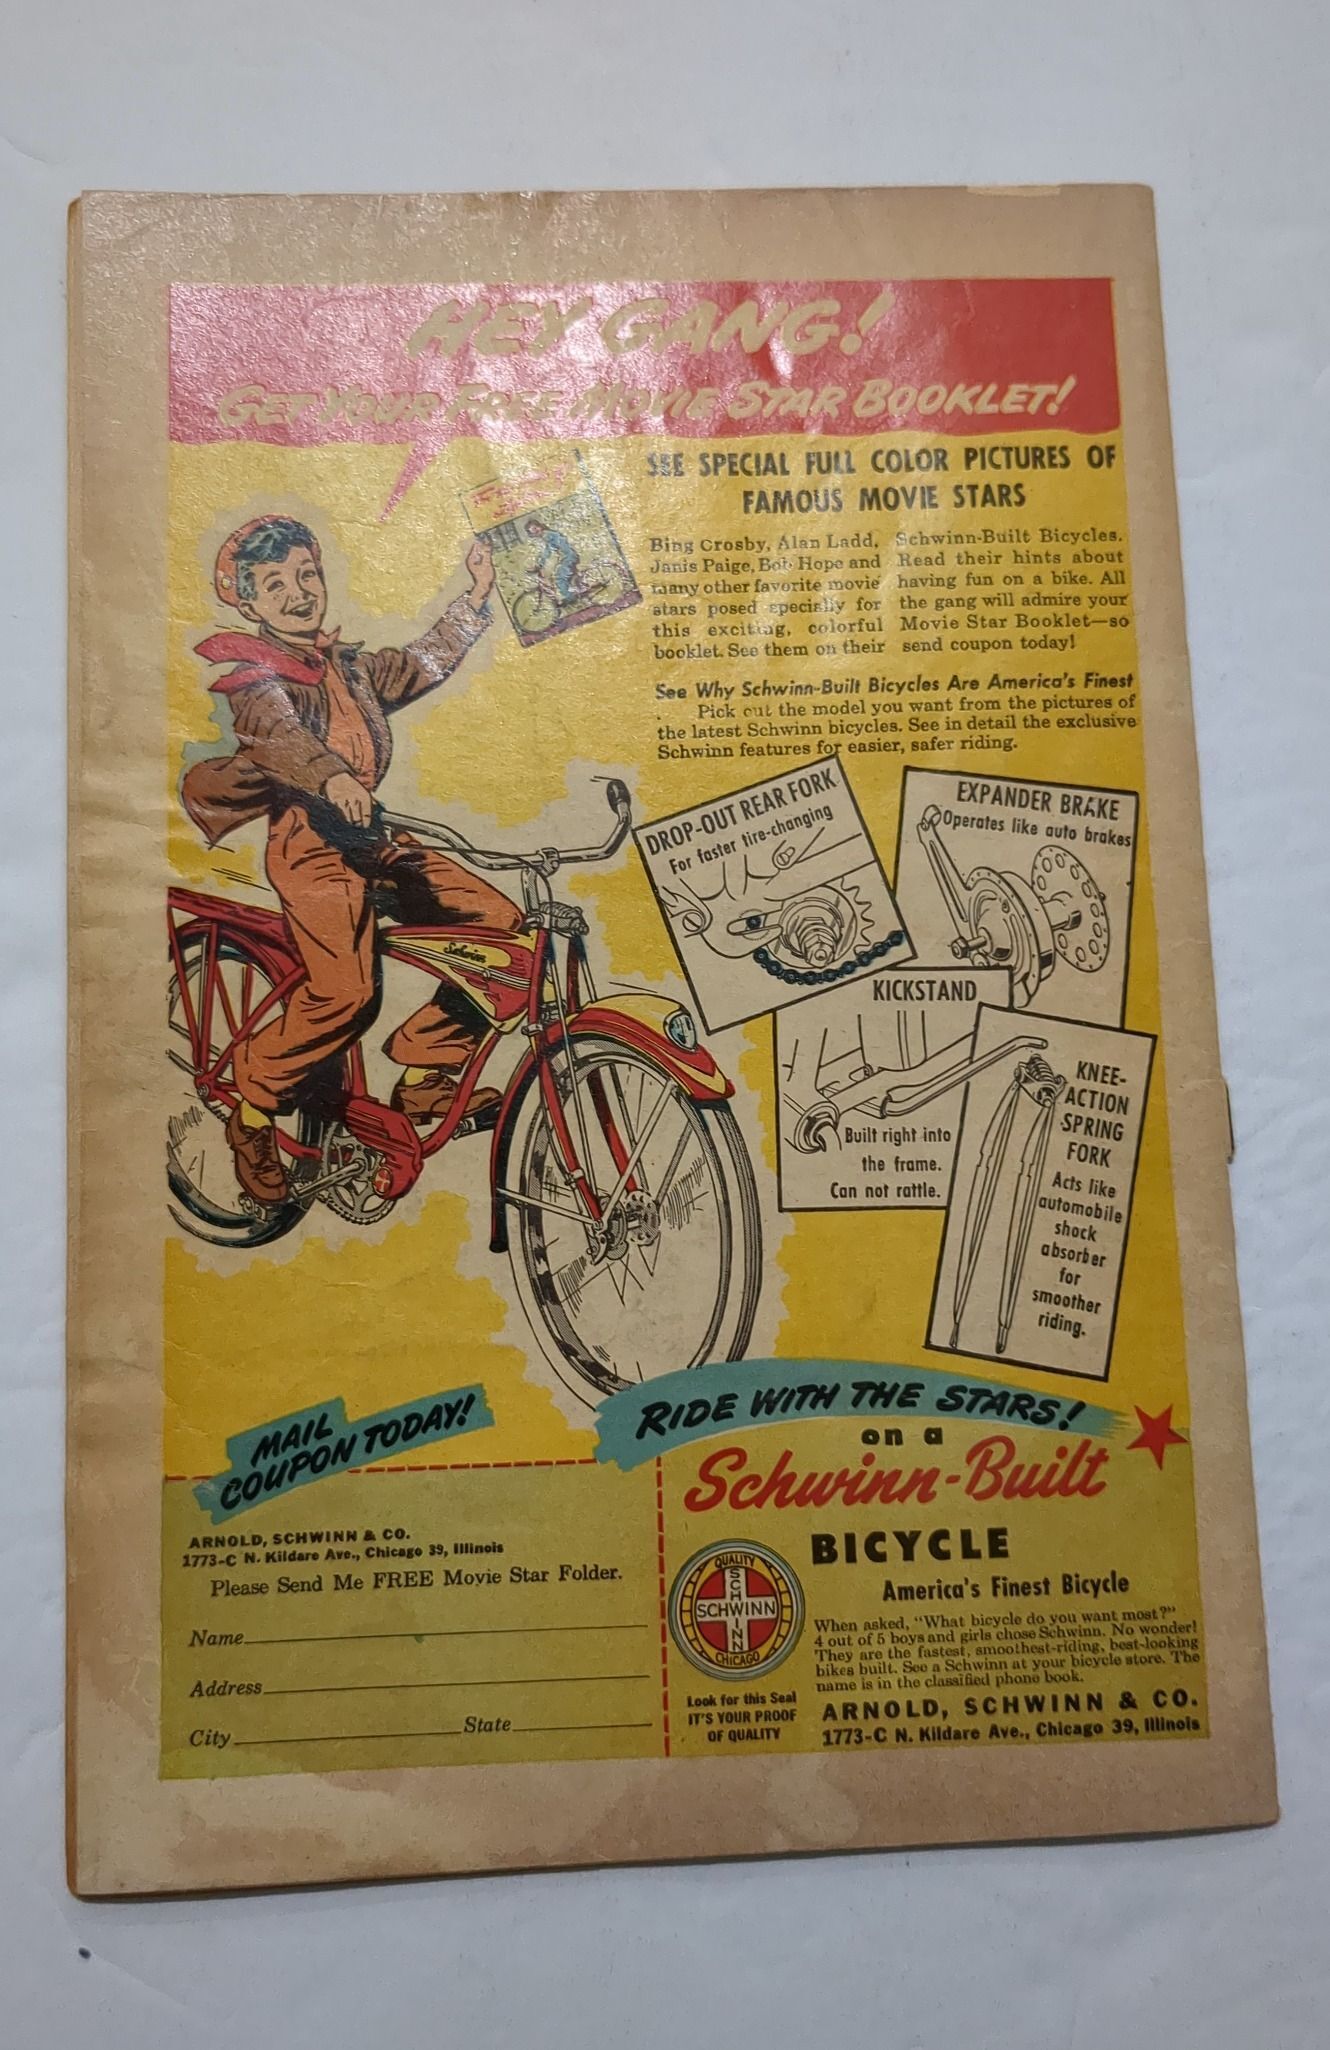 HEY GANG!
GET YOUR FREE MOVIE STAR BOOKLET!
SEE SPECIAL FULL COLOR PICTURES OF
FAMOUS MOVIE STARS
Bing Crosby, Alan Ladd,
Janis Paige, Bob Hope and
many other favorite movie
stars posed specially for
this exciting, colorful
booklet. See them on their
Schwinn-Built Bicycles.
Read their hints about
having fun on a bike. All
the gang will admire your
Movie Star Booklet—so
send coupon today!
See Why Schwinn-Built Bicycles Are America's Finest
Pick out the model you want from the pictures of
the latest Schwinn bicycles. See in detail the exclusive
Schwinn features for easier, safer riding.
DROP-OUT REAR FORK
For faster tire-changing
EXPANDER BRAKE
Operates like auto brakes
KICKSTAND
Built right into
the frame.
Can not rattle.
KNEE-
ACTION
SPRING
FORK
Acts like
automobile
shock
absorber
for
smoother
riding.
Schwinn
MAIL
COUPON TODAY!
ARNOLD, SCHWINN & CO.
1773-C N. Kildare Ave., Chicago 39, Illinois
Please Send Me FREE Movie Star Folder.
Name
Address
City State
RIDE WITH THE STARS!
on a
Schwinn-Built
BICYCLE
America's Finest Bicycle
When asked, "What bicycle do you want most?"
4 out of 5 boys and girls chose Schwinn. No wonder!
They are the fastest, smoothest-riding, best-looking
bikes built. See a Schwinn at your bicycle store. The
name is in the classified phone book.
ARNOLD, SCHWINN & CO.
1773-C N. Kildare Ave., Chicago 39, Illinois
QUALITY
SCHWINN
SCHWINN
CHICAGO
Look for this Seal
IT'S YOUR PROOF
OF QUALITY